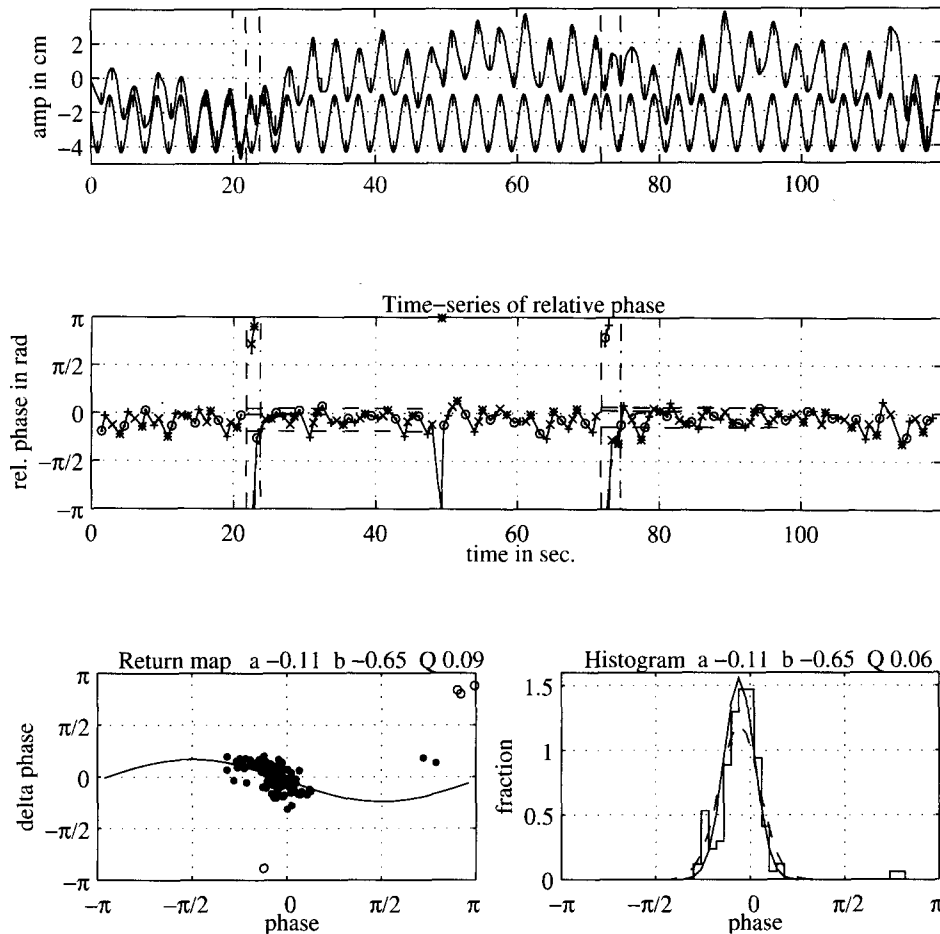 amp in cm
2
0
−2
−4
0 20 40 60 80 100
Time−series of relative phase
rel. phase in rad
π
π/2
0
−π/2
−π
0 20 40 60 80 100
time in sec.
Return map a −0.11 b −0.65 Q 0.09
delta phase
π
π/2
0
−π/2
−π
−π −π/2 0 π/2 π
phase
Histogram a −0.11 b −0.65 Q 0.06
fraction
1.5
1
0.5
0
−π −π/2 0 π/2 π
phase